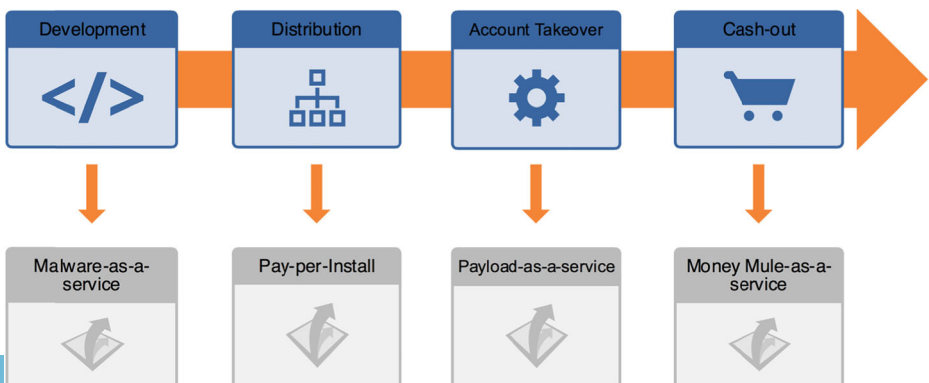 Development
Distribution
Account Takeover
Cash-out
</>
Malware-as-a-
service
Pay-per-Install
Payload-as-a-service
Money Mule-as-a-
service